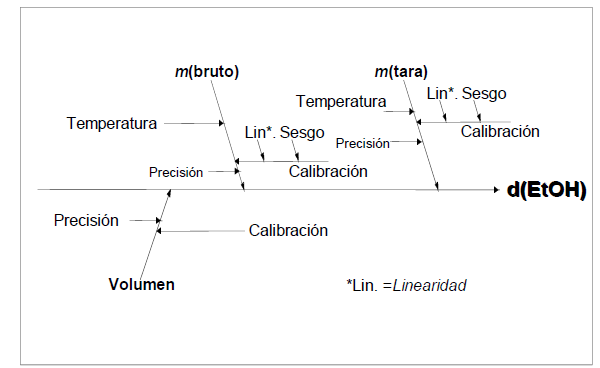 m(bruto)
m(tara)
Temperatura
Lin*. Sesgo
Calibración
Precisión
Temperatura
Lin*. Sesgo
Calibración
Precisión
d(EtOH)
Precisión
Calibración
Volumen
*Lin. =Linearidad